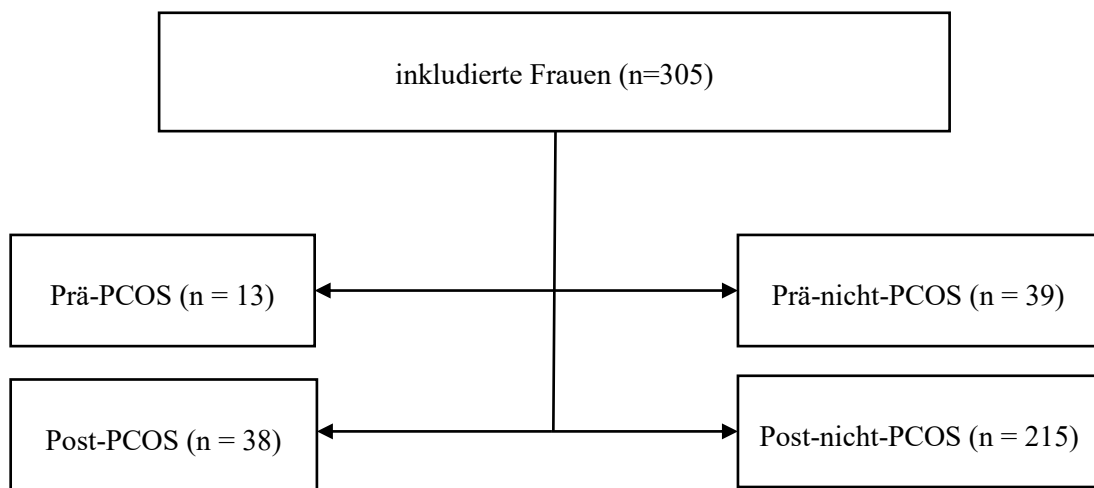 inkludierte Frauen (n=305)
Prä-PCOS (n = 13)
Prä-nicht-PCOS (n = 39)
Post-PCOS (n = 38)
Post-nicht-PCOS (n = 215)